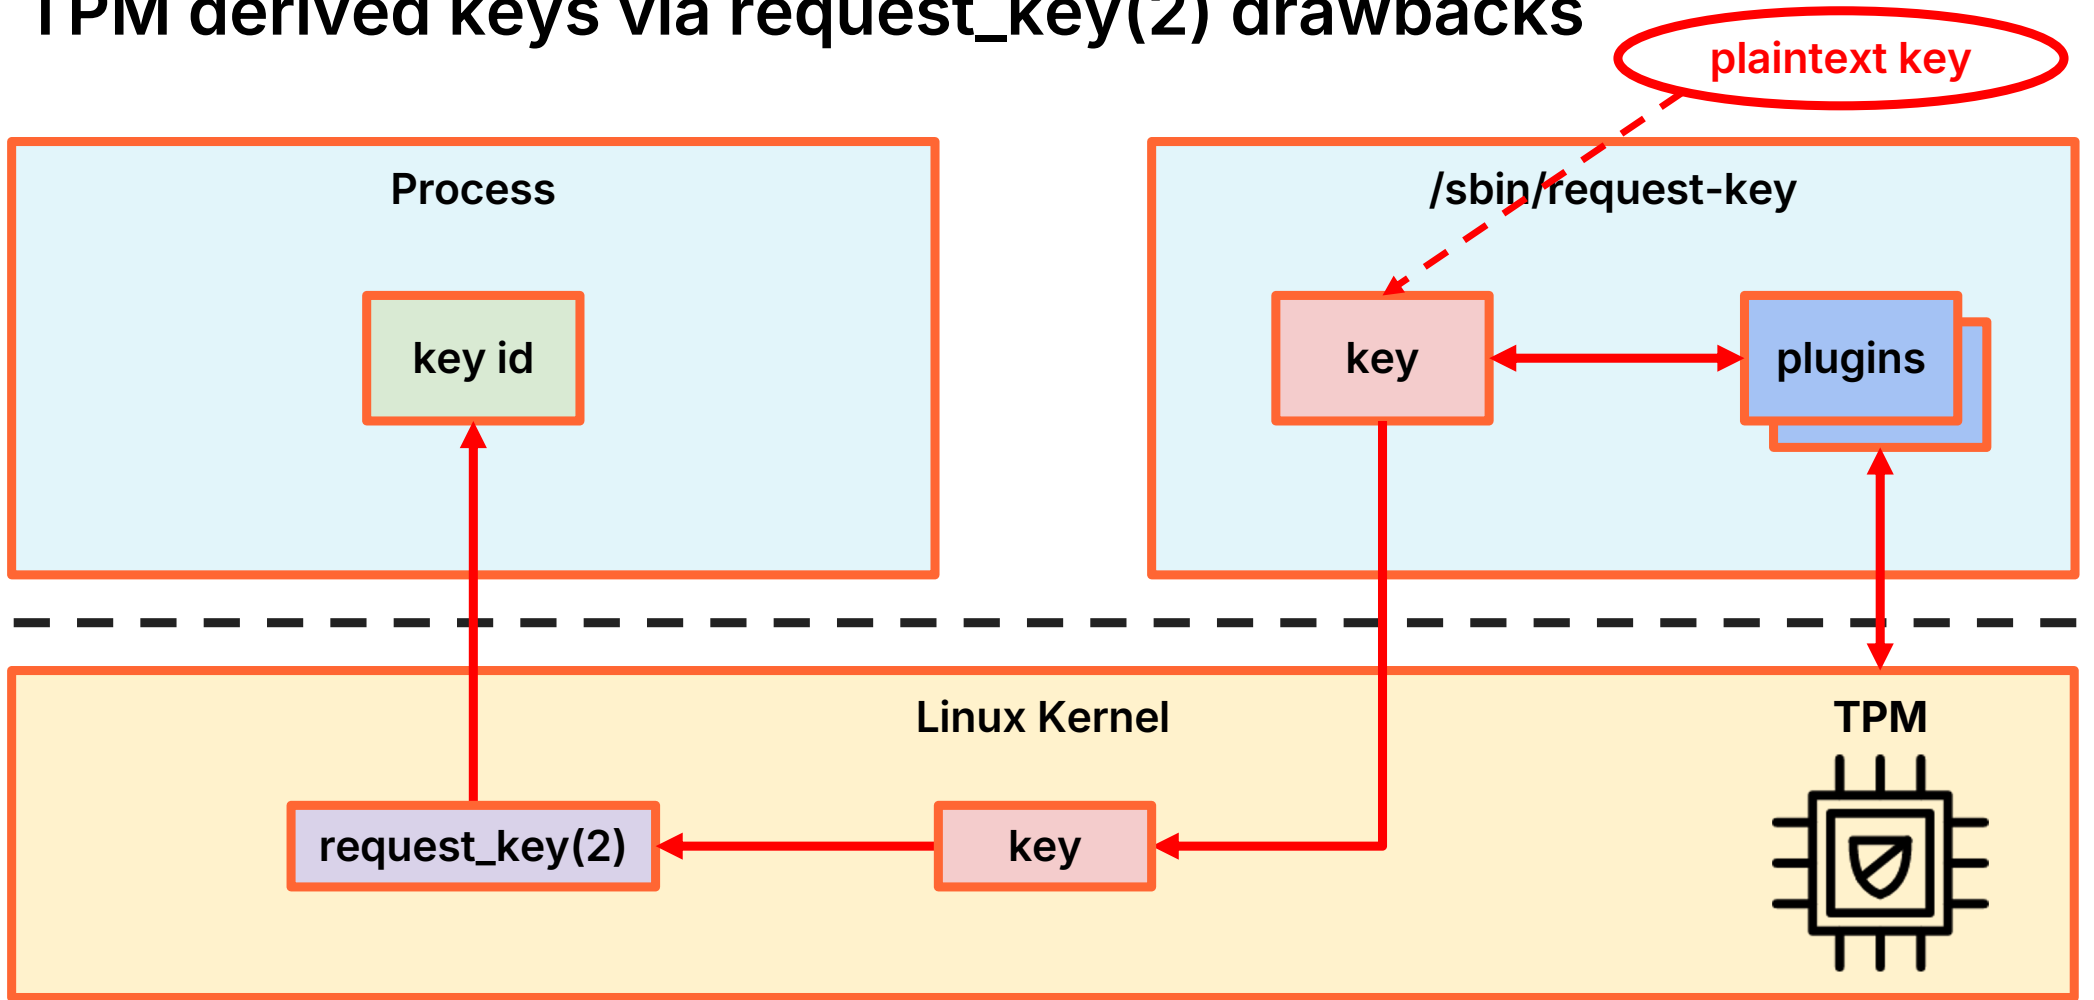 TPM derived keys via request_key(2) drawbacks
plaintext key
Process
/sbin/request-key
key id
key
plugins
Linux Kernel
TPM
request_key(2)
key